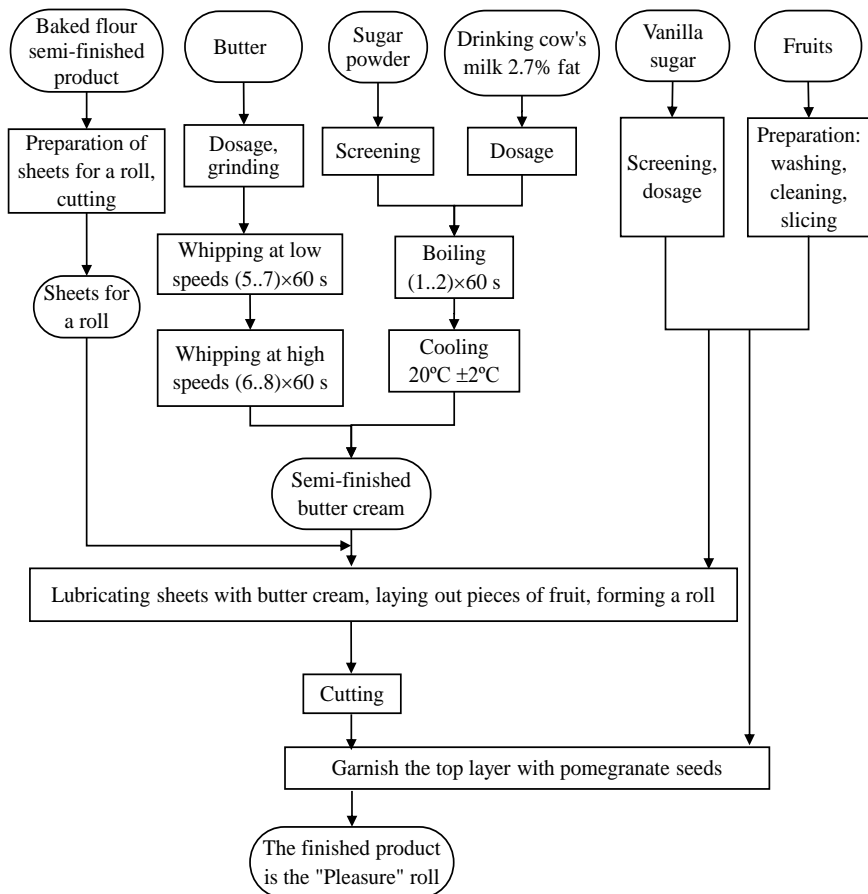 Baked flour
semi-finished
product
Butter
Sugar
powder
Drinking cow's
milk 2.7% fat
Vanilla
sugar
Fruits
Preparation of
sheets for a roll,
cutting
Dosage,
grinding
Screening
Dosage
Screening,
dosage
Preparation:
washing,
cleaning,
slicing
Whipping at low
speeds (5..7)×60 s
Boiling
(1..2)×60 s
Sheets for
a roll
Whipping at high
speeds (6..8)×60 s
Cooling
20ºC ±2ºC
Semi-finished
butter cream
Lubricating sheets with butter cream, laying out pieces of fruit, forming a roll
Cutting
Garnish the top layer with pomegranate seeds
The finished product
is the "Pleasure" roll